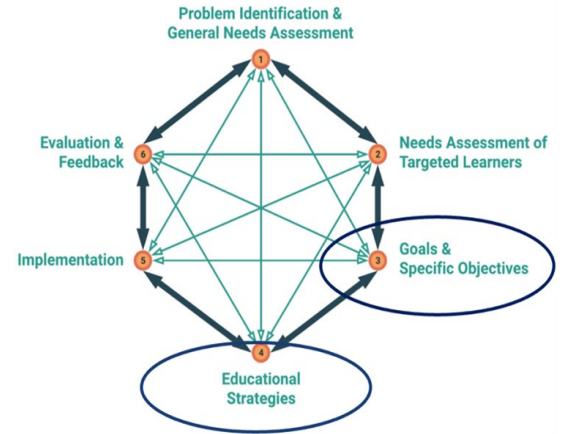 Problem Identification &
General Needs Assessment
1
Evaluation &
Feedback
6
2
Needs Assessment of
Targeted Learners
Implementation
5
3
Goals &
Specific Objectives
4
Educational
Strategies